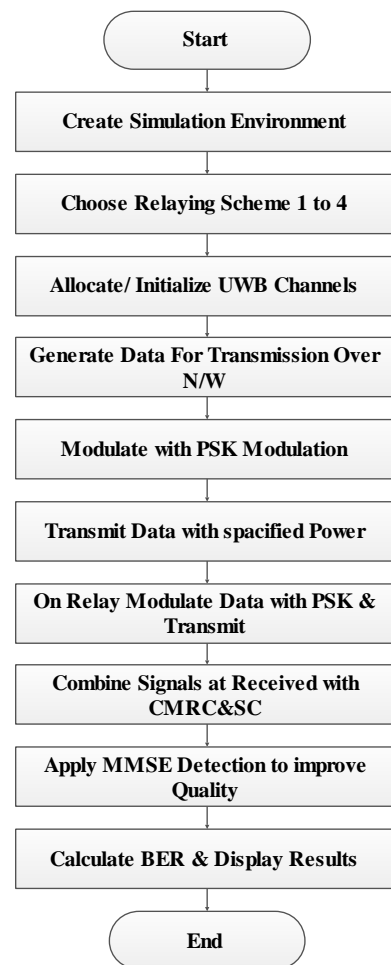 Start
Create Simulation Environment
Choose Relaying Scheme 1 to 4
Allocate/ Initialize UWB Channels
Generate Data For Transmission Over
N/W
Modulate with PSK Modulation
Transmit Data with spacified Power
On Relay Modulate Data with PSK &
Transmit
Combine Signals at Received with
CMRC&SC
Apply MMSE Detection to improve
Quality
Calculate BER & Display Results
End